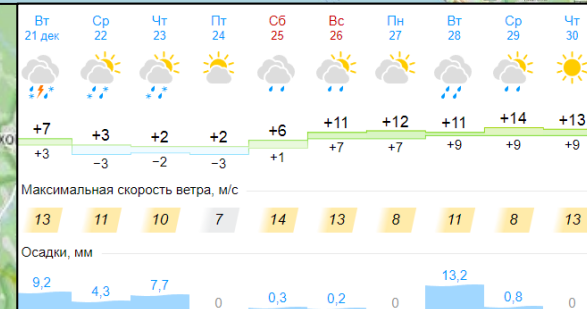 Вт Ср Чт Пт Сб Вс Пн Вт Ср Чт
21 дек 22 23 24 25 26 27 28 29 30
+7 +3 +2 +2 +6 +11 +12 +11 +14 +13
+3 −3 −2 −3 +1 +7 +7 +9 +9 +9
Максимальная скорость ветра, м/с
13 11 10 7 14 13 8 11 8 13
Осадки, мм
9,2 4,3 7,7 0 0,3 0,2 0 13,2 0,8 0